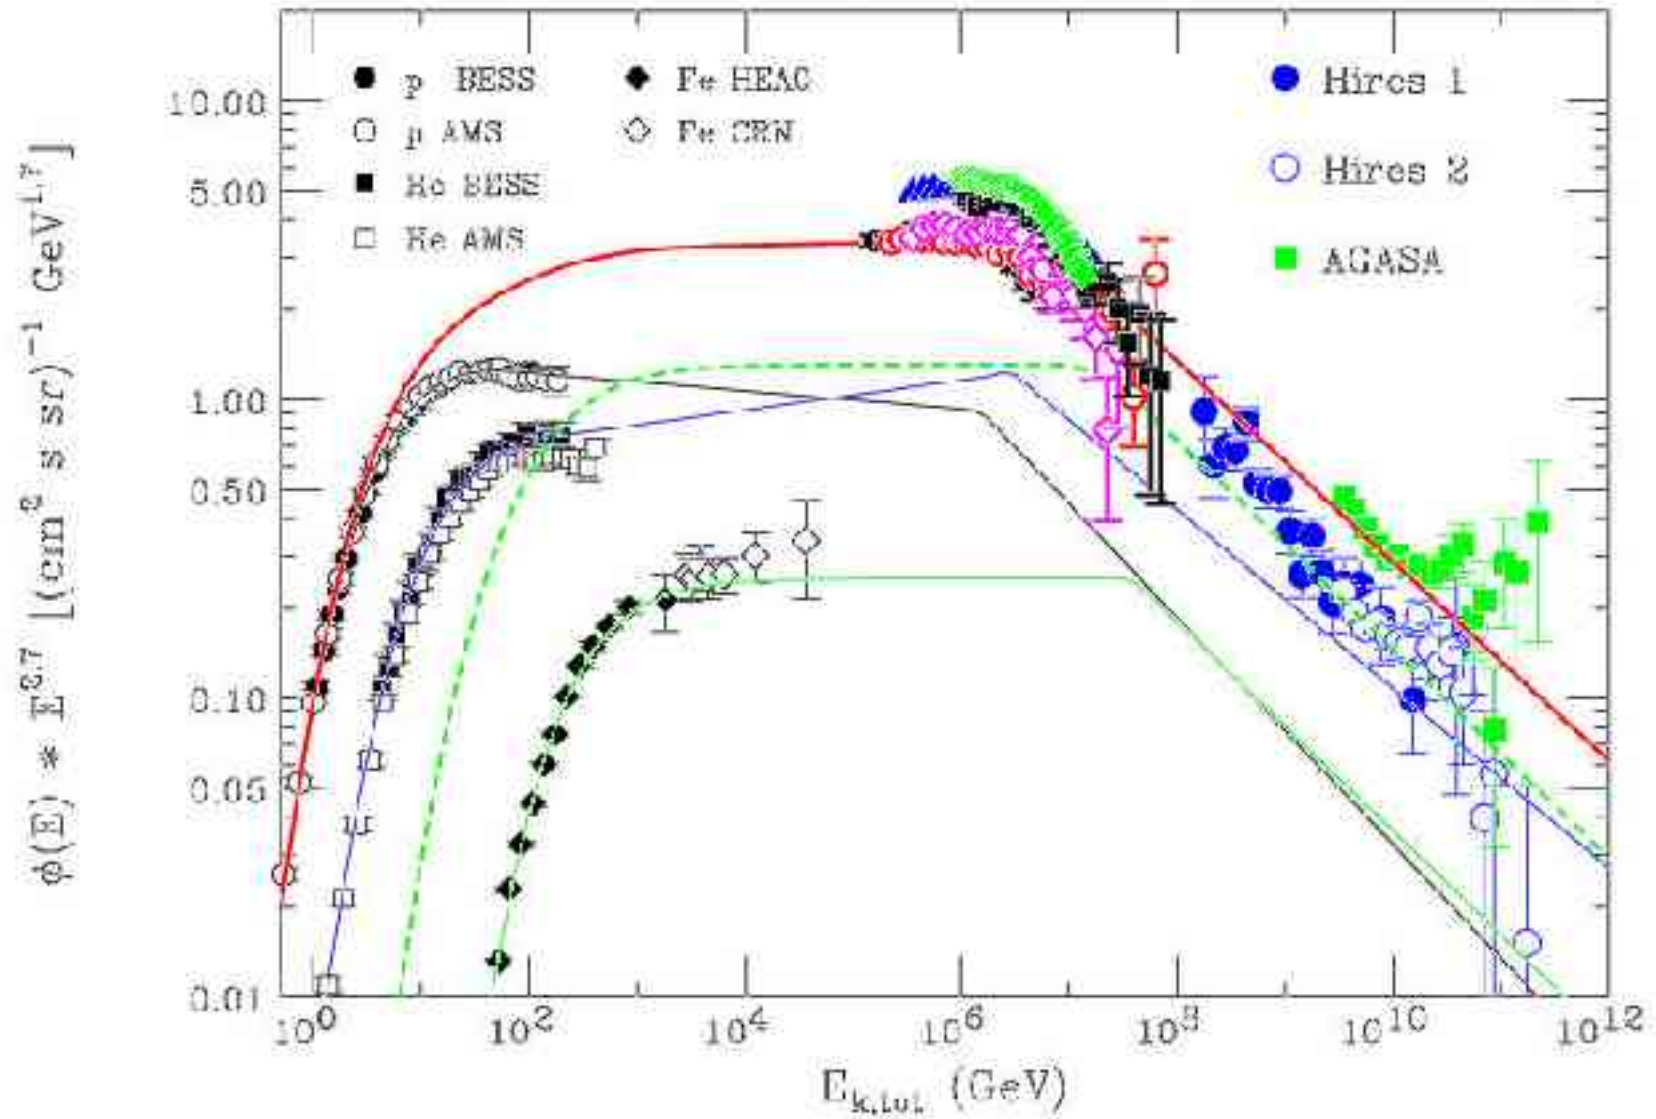 p BESS
p AMS
He BESS
He AMS
Fe HEAO
Fe CRN
Hires 1
Hires 2
AGASA
10.00
5.00
1.00
0.50
0.10
0.05
0.01
10^0
10^2
10^4
10^6
10^8
10^10
10^12
ϕ(E) * E^2.7 [(cm^2 s sr)^-1 GeV^1.7]
E_k,tot (GeV)